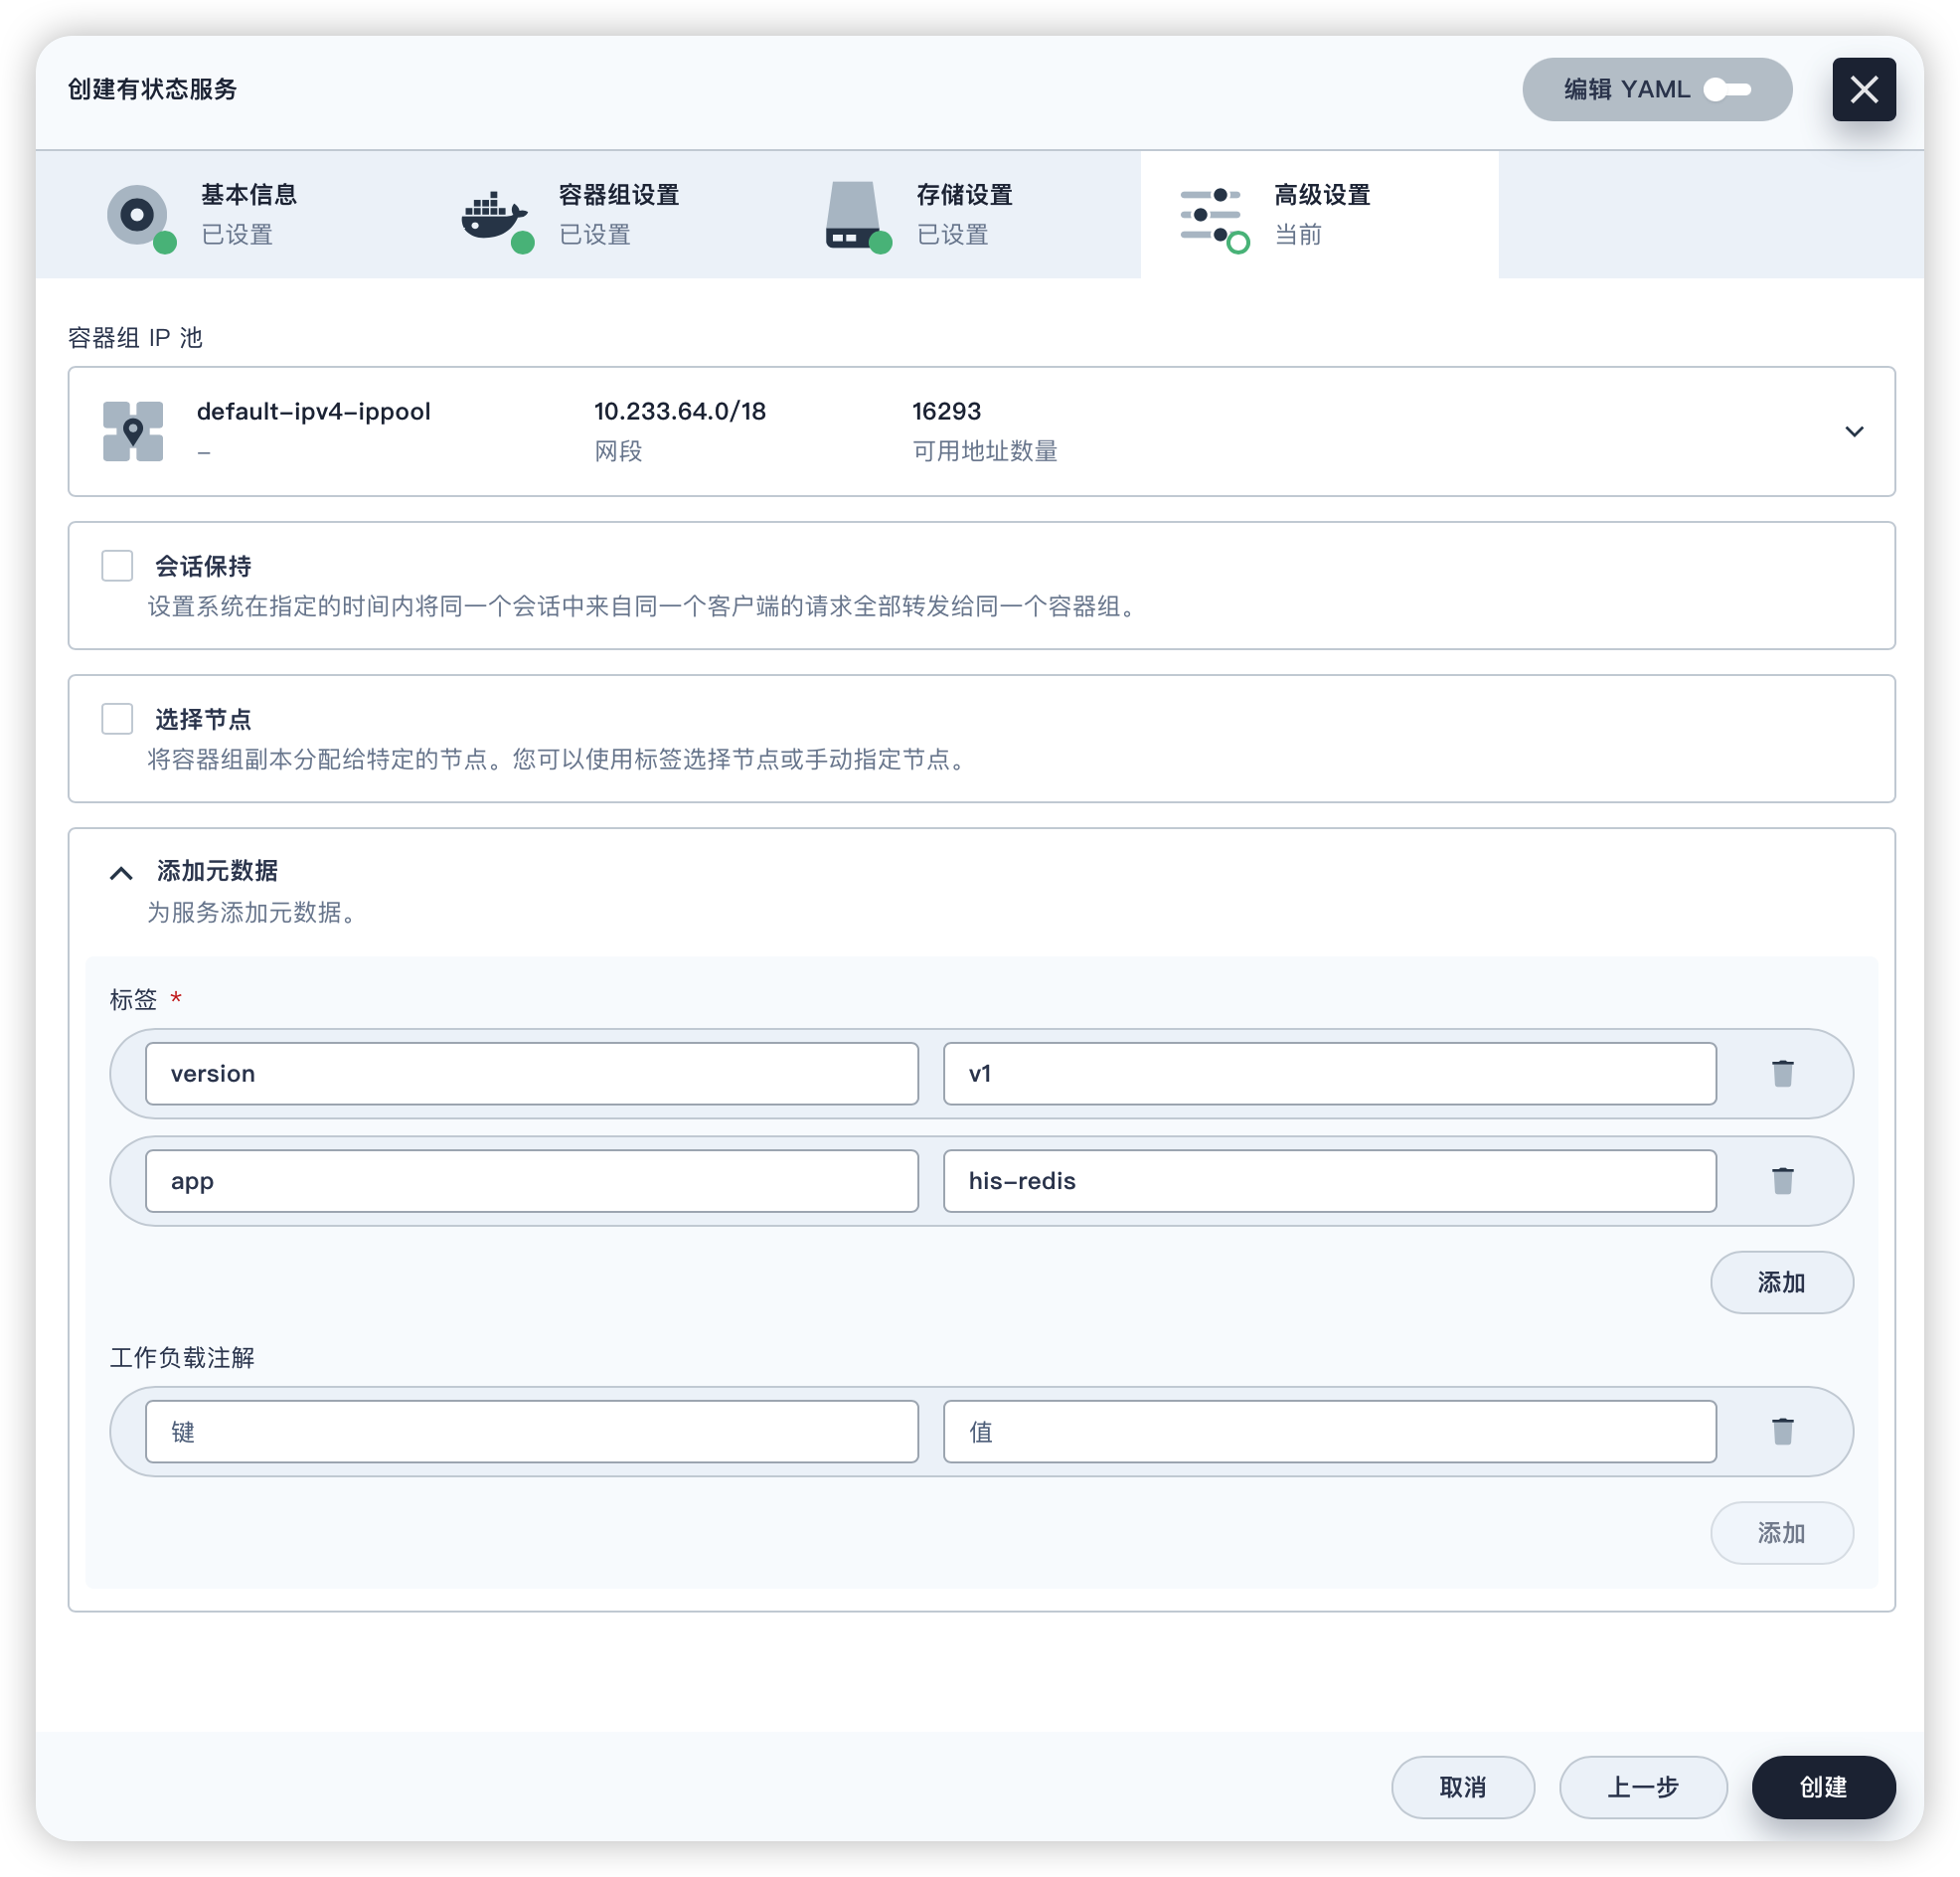 创建有状态服务
编辑 YAML
基本信息
已设置
容器组设置
已设置
存储设置
已设置
高级设置
当前
容器组 IP 池
default-ipv4-ippool
-
10.233.64.0/18
网段
16293
可用地址数量
会话保持
设置系统在指定的时间内将同一个会话中来自同一个客户端的请求全部转发给同一个容器组。
选择节点
将容器组副本分配给特定的节点。您可以使用标签选择节点或手动指定节点。
添加元数据
为服务添加元数据。
标签 *
version
v1
app
his-redis
添加
工作负载注解
键
值
添加
取消
上一步
创建